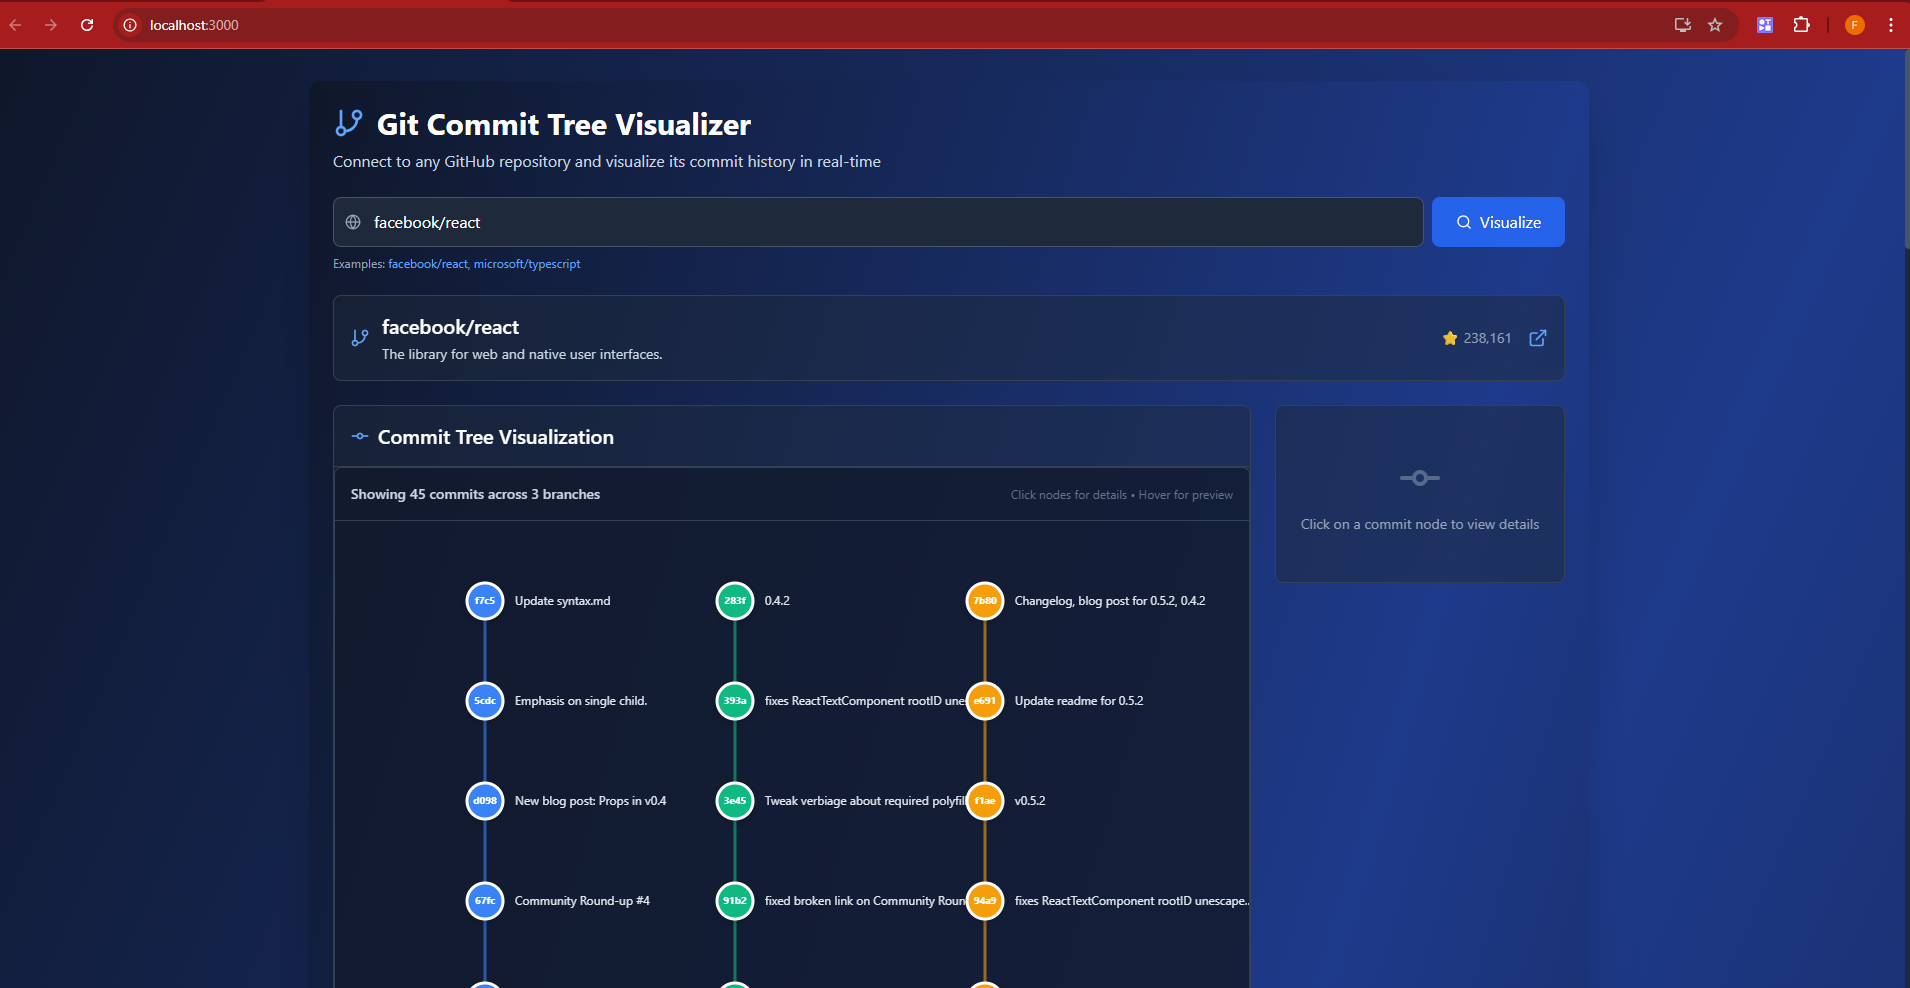 localhost:3000
F
Git Commit Tree Visualizer
Connect to any GitHub repository and visualize its commit history in real-time
facebook/react
Visualize
Examples: facebook/react, microsoft/typescript
facebook/react
The library for web and native user interfaces.
238,161
Commit Tree Visualization
Showing 45 commits across 3 branches
Click nodes for details • Hover for preview
Click on a commit node to view details
f7c5 Update syntax.md
283f 0.4.2
7b80 Changelog, blog post for 0.5.2, 0.4.2
5cdc Emphasis on single child.
393a fixes ReactTextComponent rootID une
e691 Update readme for 0.5.2
d098 New blog post: Props in v0.4
3e45 Tweak verbiage about required polyfil
f1ae v0.5.2
67fc Community Round-up #4
91b2 fixed broken link on Community Roun
94a9 fixes ReactTextComponent rootID unescape..